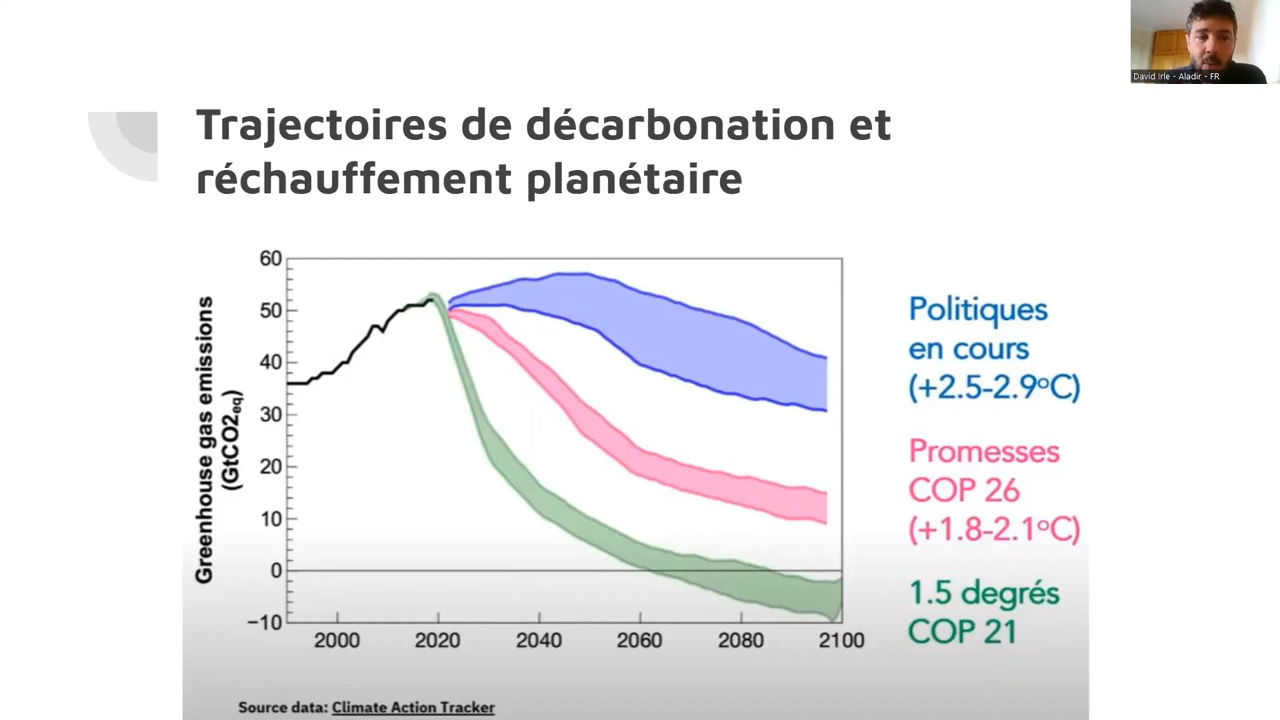 David Irle - Aladir - FR
Trajectoires de décarbonation et
réchauffement planétaire
Greenhouse gas emissions
(GtCO2eq)
60
50
40
30
20
10
0
−10
2000
2020
2040
2060
2080
2100
Politiques
en cours
(+2.5-2.9°C)
Promesses
COP 26
(+1.8-2.1°C)
1.5 degrés
COP 21
Source data: Climate Action Tracker